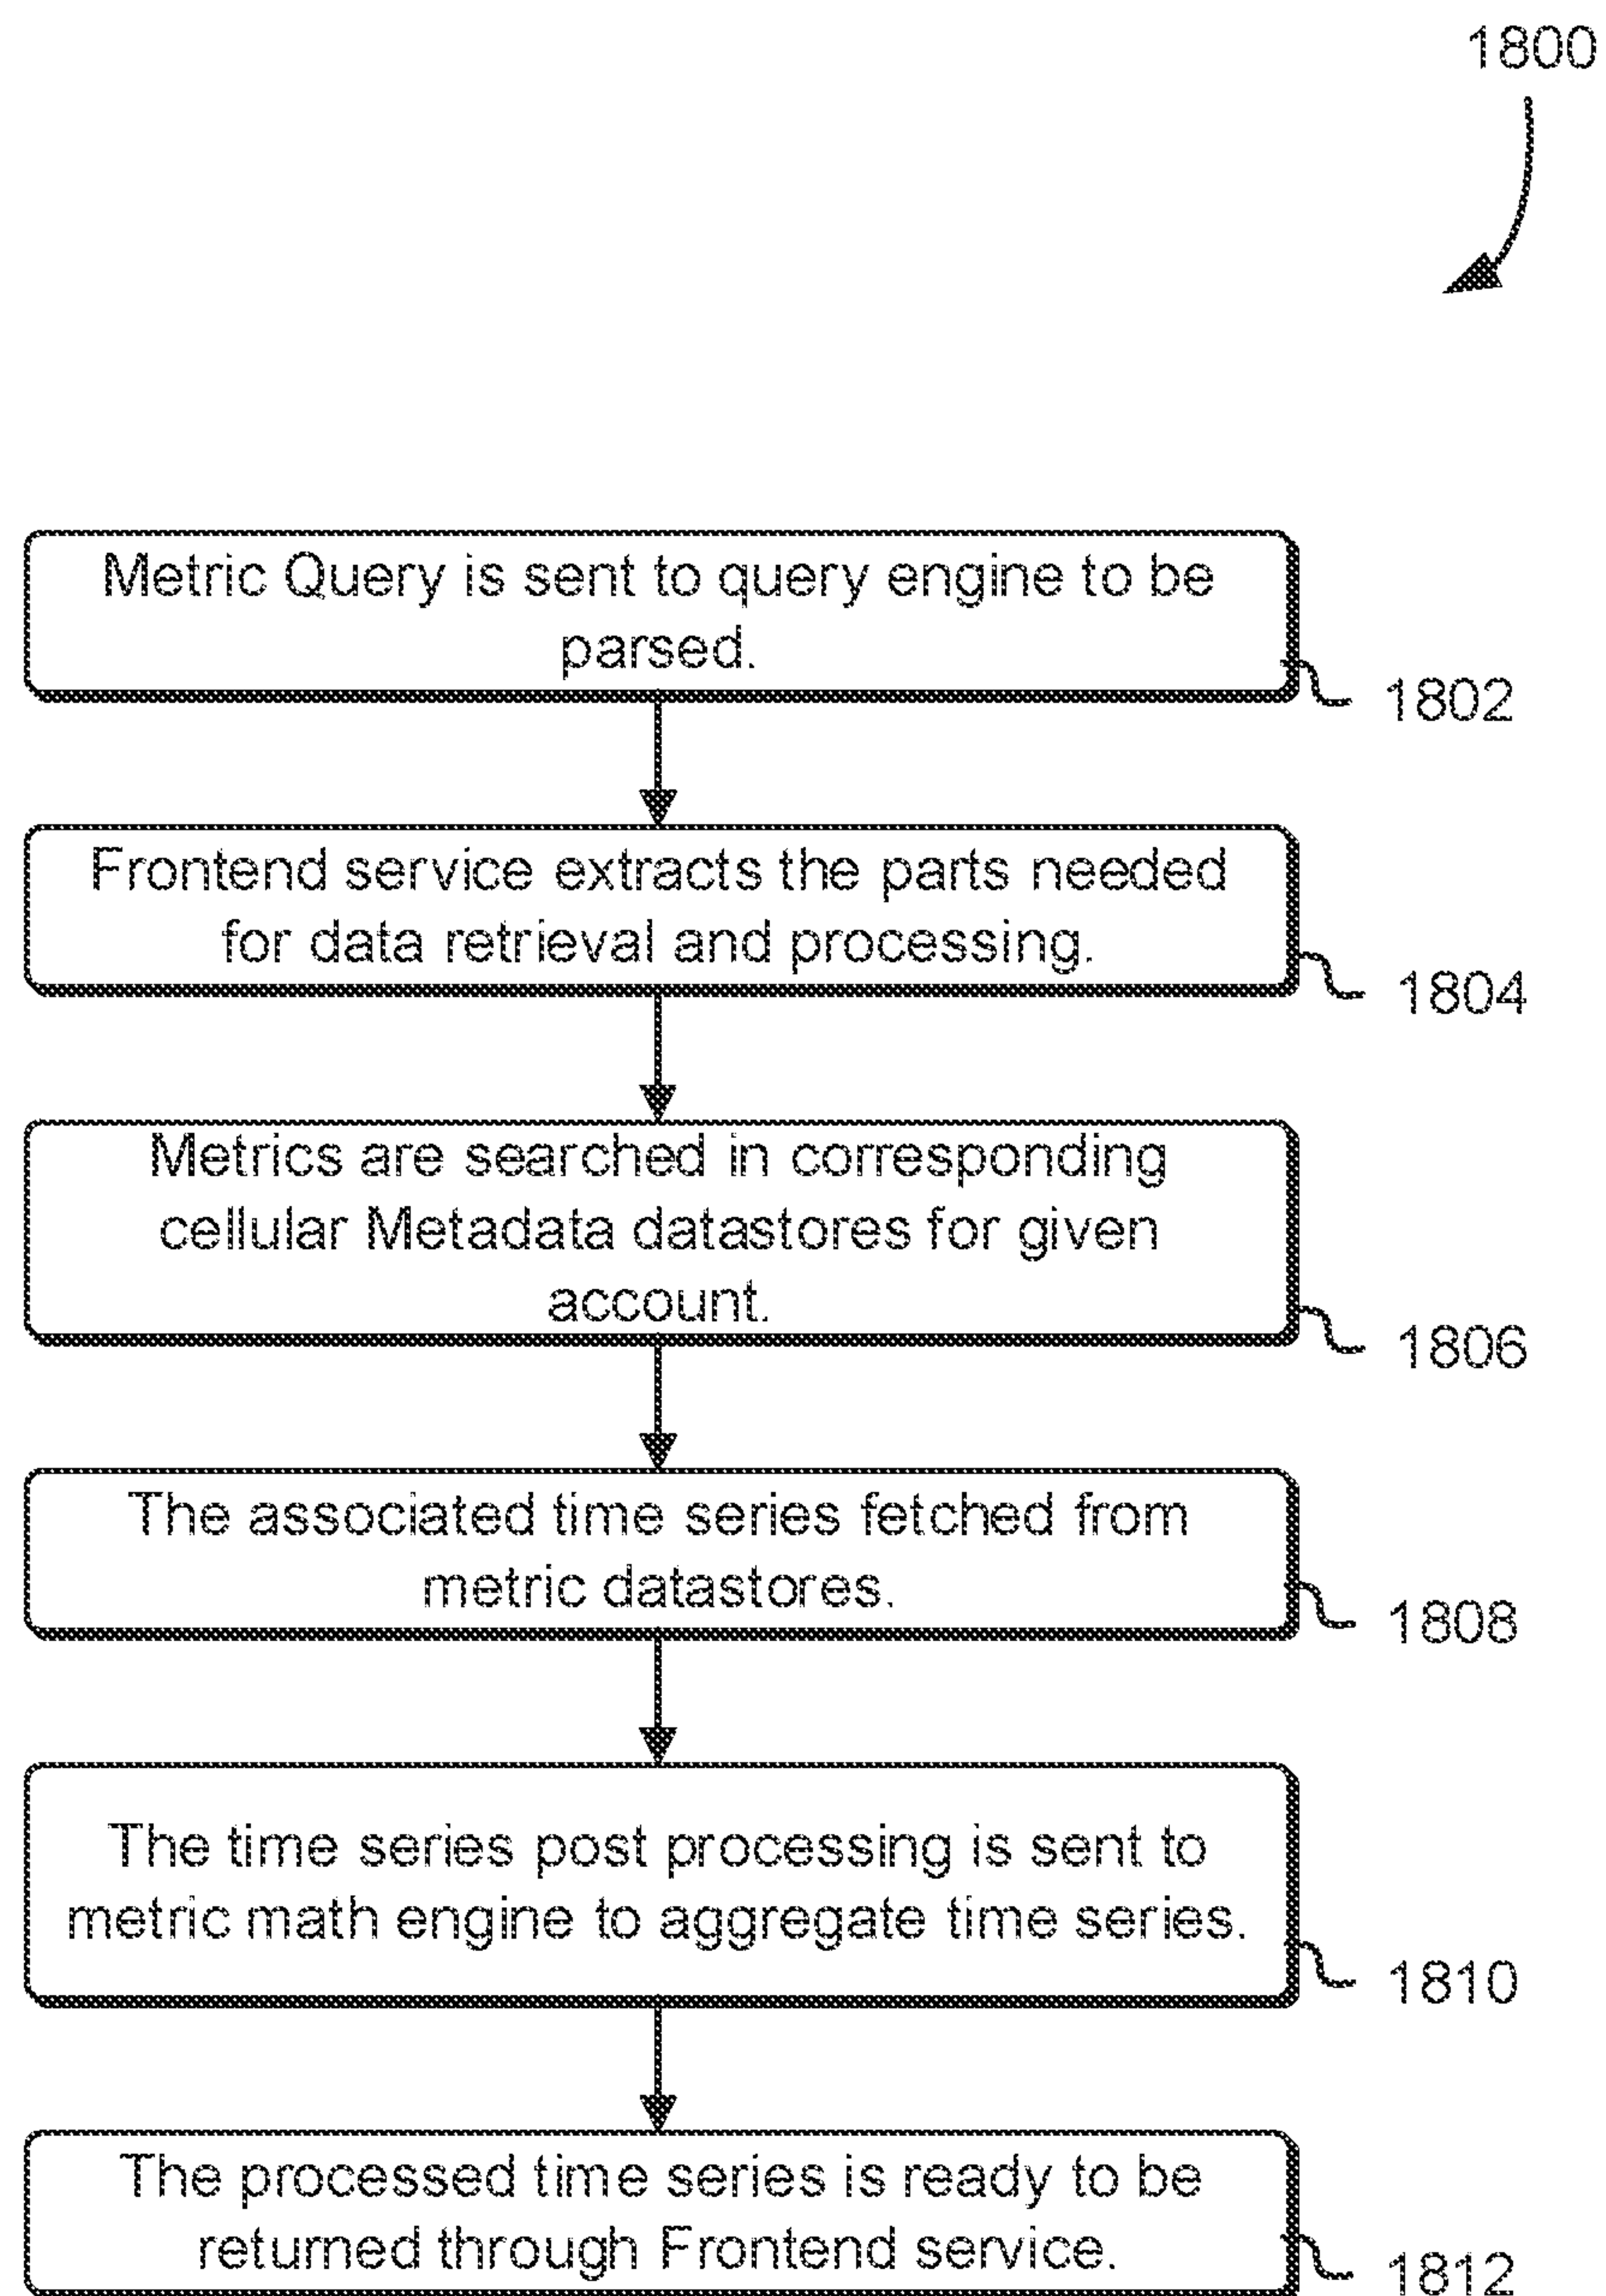 1800
Metric Query is sent to query engine to be
parsed.
1802
Frontend service extracts the parts needed
for data retrieval and processing.
1804
Metrics are searched in corresponding
cellular Metadata datastores for given
account.
1806
The associated time series fetched from
metric datastores.
1808
The time series post processing is sent to
metric math engine to aggregate time series.
1810
The processed time series is ready to be
returned through Frontend service.
1812